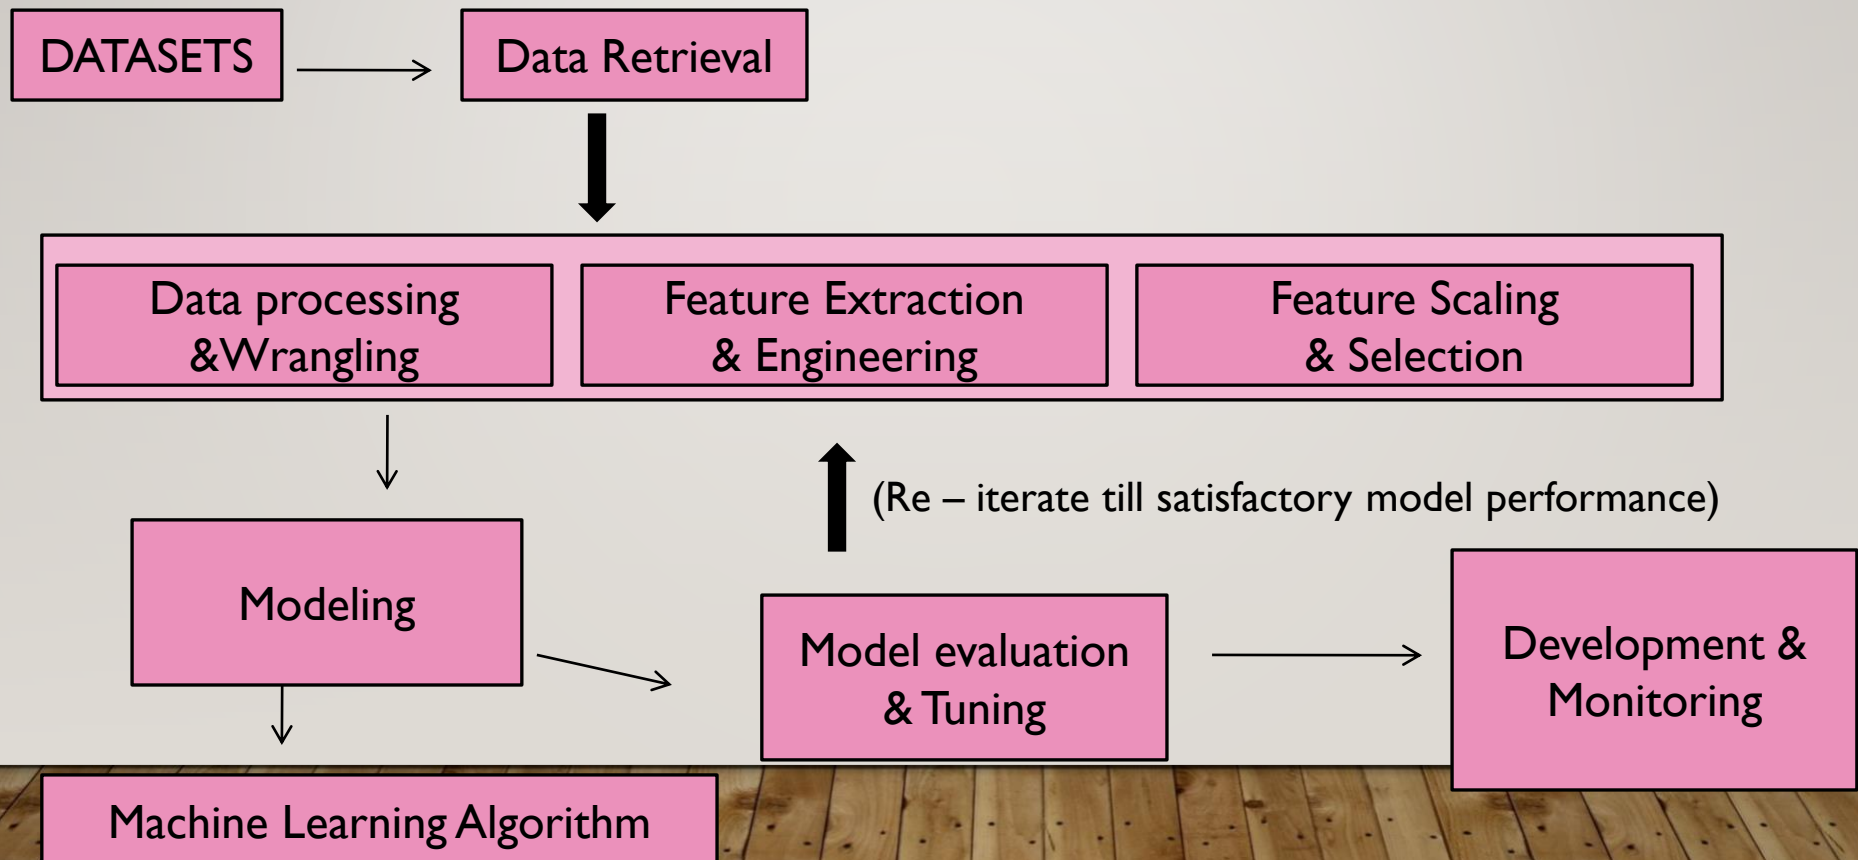 DATASETS
Data Retrieval
Data processing
&Wrangling
Feature Extraction
& Engineering
Feature Scaling
& Selection
(Re – iterate till satisfactory model performance)
Modeling
Model evaluation
& Tuning
Development &
Monitoring
Machine Learning Algorithm